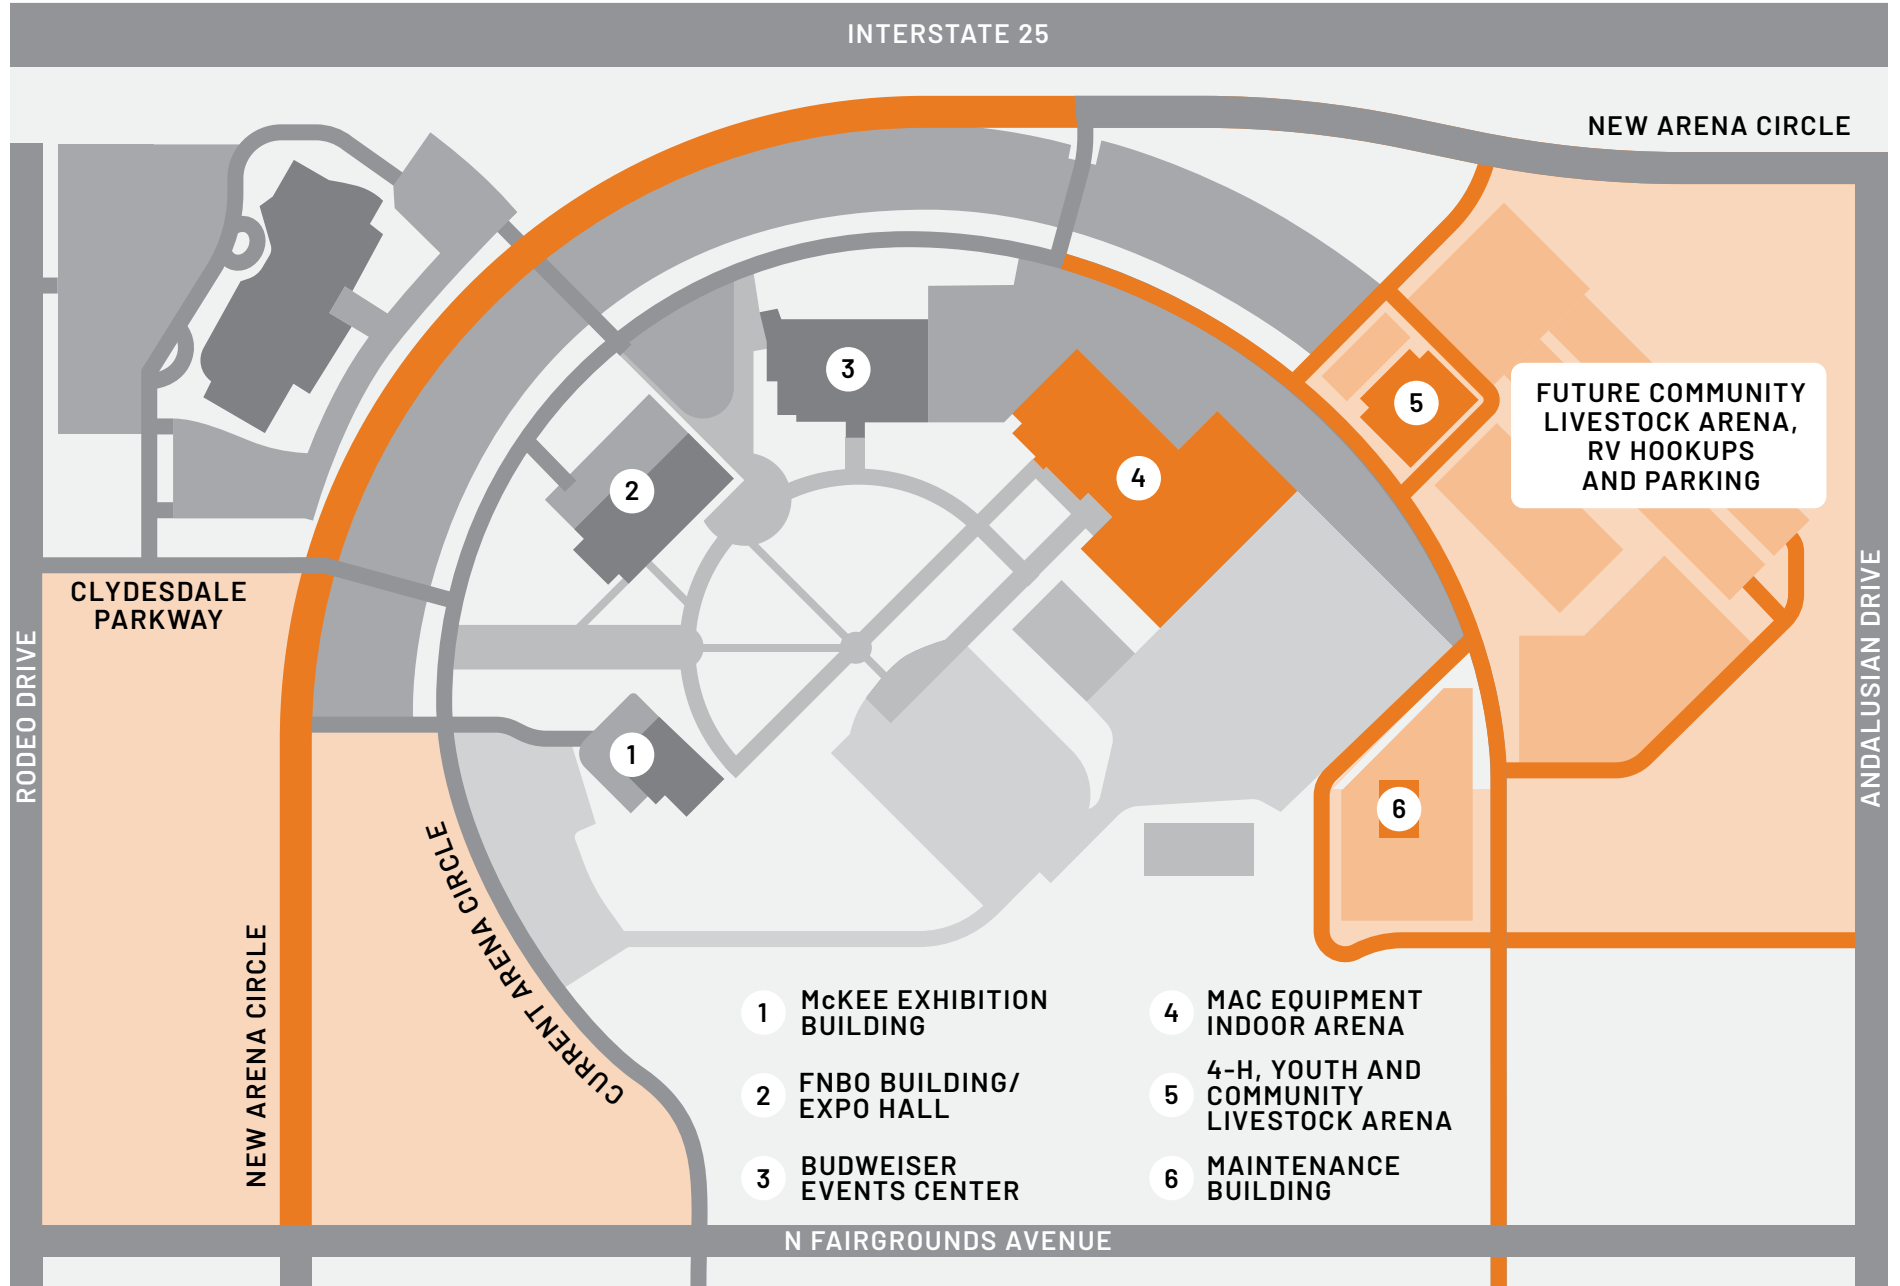 INTERSTATE 25
NEW ARENA CIRCLE
3
5
FUTURE COMMUNITY
LIVESTOCK ARENA,
RV HOOKUPS
AND PARKING
4
2
CLYDESDALE
PARKWAY
RODEO DRIVE
ANDALUSIAN DRIVE
1
6
CURRENT ARENA CIRCLE
NEW ARENA CIRCLE
1 McKEE EXHIBITION
BUILDING
2 FNBO BUILDING/
EXPO HALL
3 BUDWEISER
EVENTS CENTER
4 MAC EQUIPMENT
INDOOR ARENA
5 4-H, YOUTH AND
COMMUNITY
LIVESTOCK ARENA
6 MAINTENANCE
BUILDING
N FAIRGROUNDS AVENUE